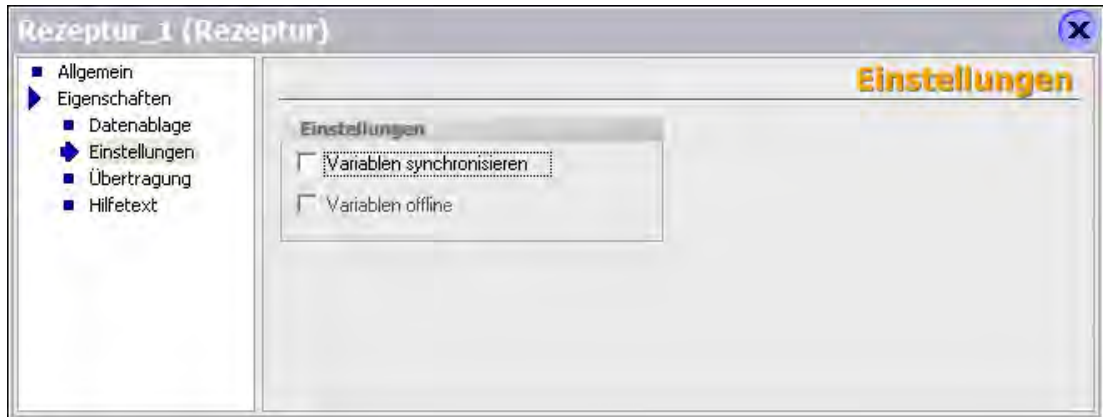 Rezeptur_1 (Rezeptur)
Allgemein
Eigenschaften
Datenablage
Einstellungen
Übertragung
Hilfetext
Einstellungen
Einstellungen
Variablen synchronisieren
Variablen offline